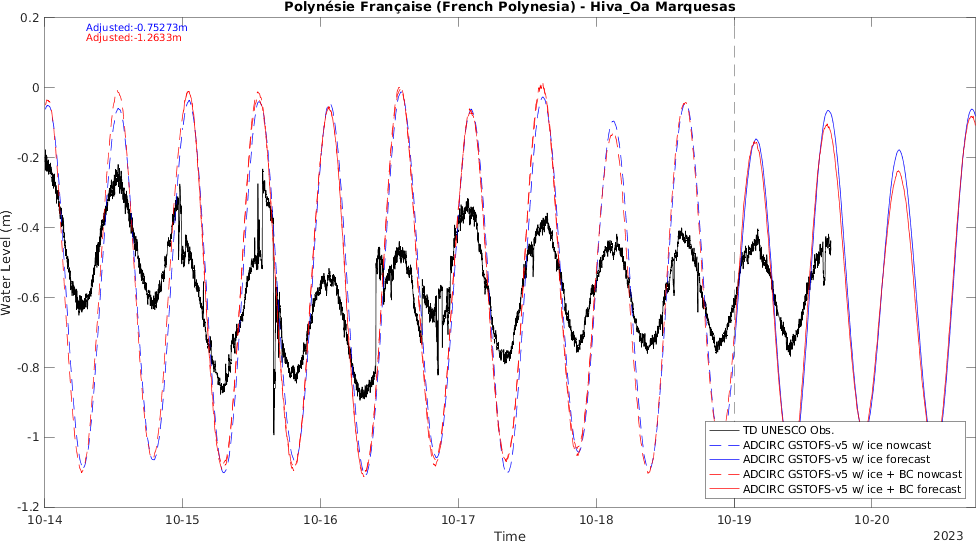 Polynésie Française (French Polynesia) - Hiva_Oa Marquesas
Adjusted:-0.75273m
Adjusted:-1.2633m
0.2
0
-0.2
-0.4
-0.6
-0.8
-1
-1.2
Water Level (m)
TD UNESCO Obs.
ADCIRC GSTOFS-v5 w/ ice nowcast
ADCIRC GSTOFS-v5 w/ ice forecast
ADCIRC GSTOFS-v5 w/ ice + BC nowcast
ADCIRC GSTOFS-v5 w/ ice + BC forecast
10-14 10-15 10-16 10-17 10-18 10-19 10-20
Time
2023